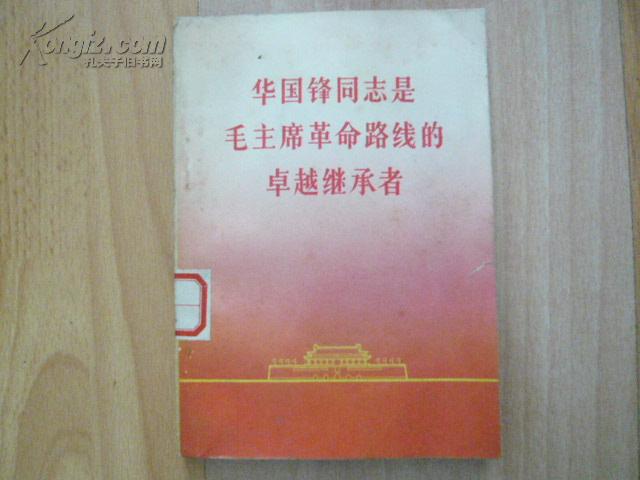 Kongfz.com
孔夫子旧书网
华国锋同志是
毛主席革命路线的
卓越继承者